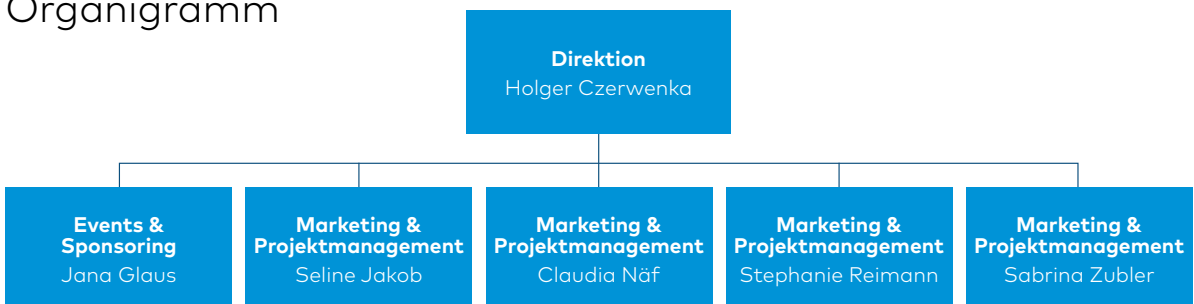 Organigramm
Direktion
Holger Czerwenka
Events &
Sponsoring
Jana Glaus
Marketing &
Projektmanagement
Seline Jakob
Marketing &
Projektmanagement
Claudia Näf
Marketing &
Projektmanagement
Stephanie Reimann
Marketing &
Projektmanagement
Sabrina Zubler